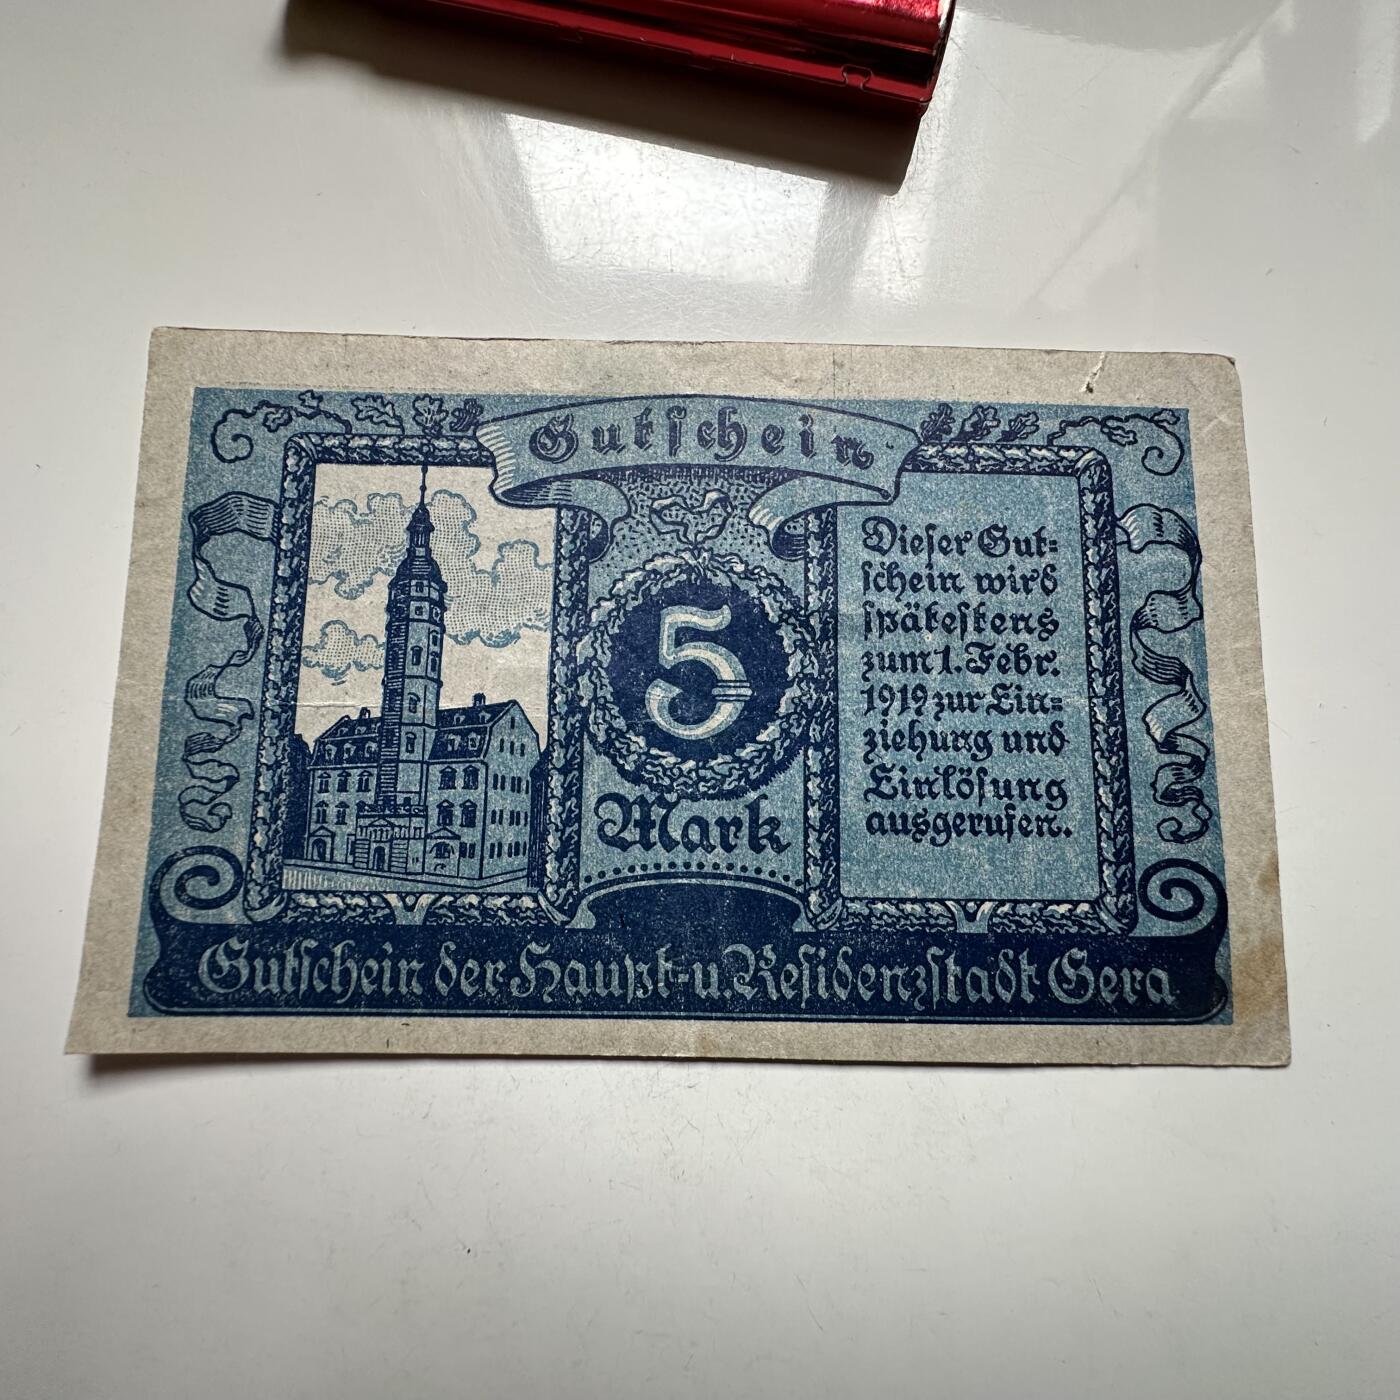 Gutschein
5
Mark
Dieser Gut=
schein wird
spätestens
zum 1. Febr.
1919 zur Ein=
ziehung und
Einlösung
ausgerufen.
Gutschein der Haupt- u. Residenzstadt Gera